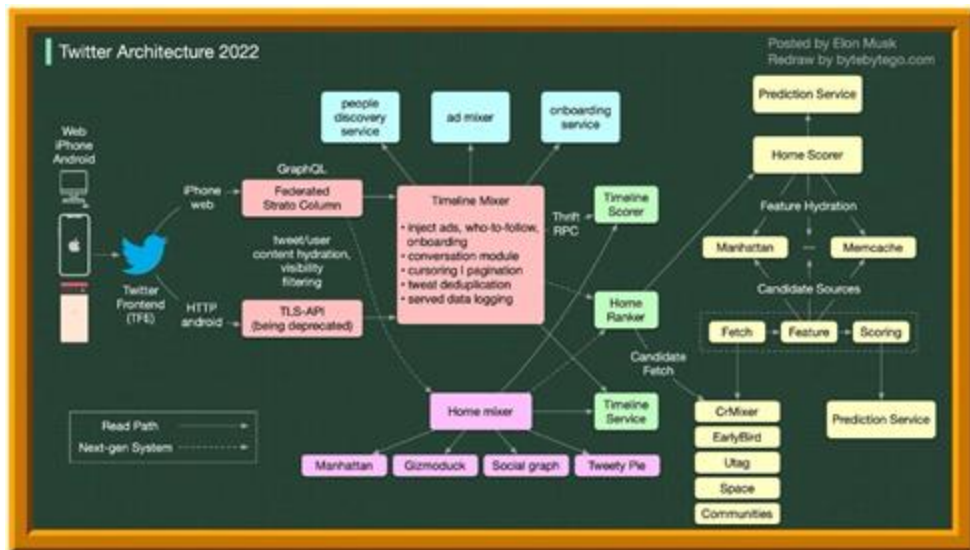 Twitter Architecture 2022
Posted by Elon Musk
Redraw by bytebytego.com
Web
iPhone
Android
Twitter
Frontend
(TFE)
iPhone
web
HTTP
android
GraphQL
Federated
Strato Column
tweet/user
content hydration,
visibility
filtering
TLS-API
(being deprecated)
people
discovery
service
ad mixer
onboarding
service
Timeline Mixer
• inject ads, who-to-follow,
onboarding
• conversation module
• cursoring | pagination
• tweet deduplication
• served data logging
Thrift
RPC
Timeline
Scorer
Home
Ranker
Candidate
Fetch
Timeline
Service
Home mixer
Manhattan
Gizmoduck
Social graph
Tweety Pie
Prediction Service
Home Scorer
Feature Hydration
Manhattan
...
Memcache
Candidate Sources
Fetch
Feature
Scoring
CrMixer
EarlyBird
Utag
Space
Communities
Prediction Service
Read Path
Next-gen System